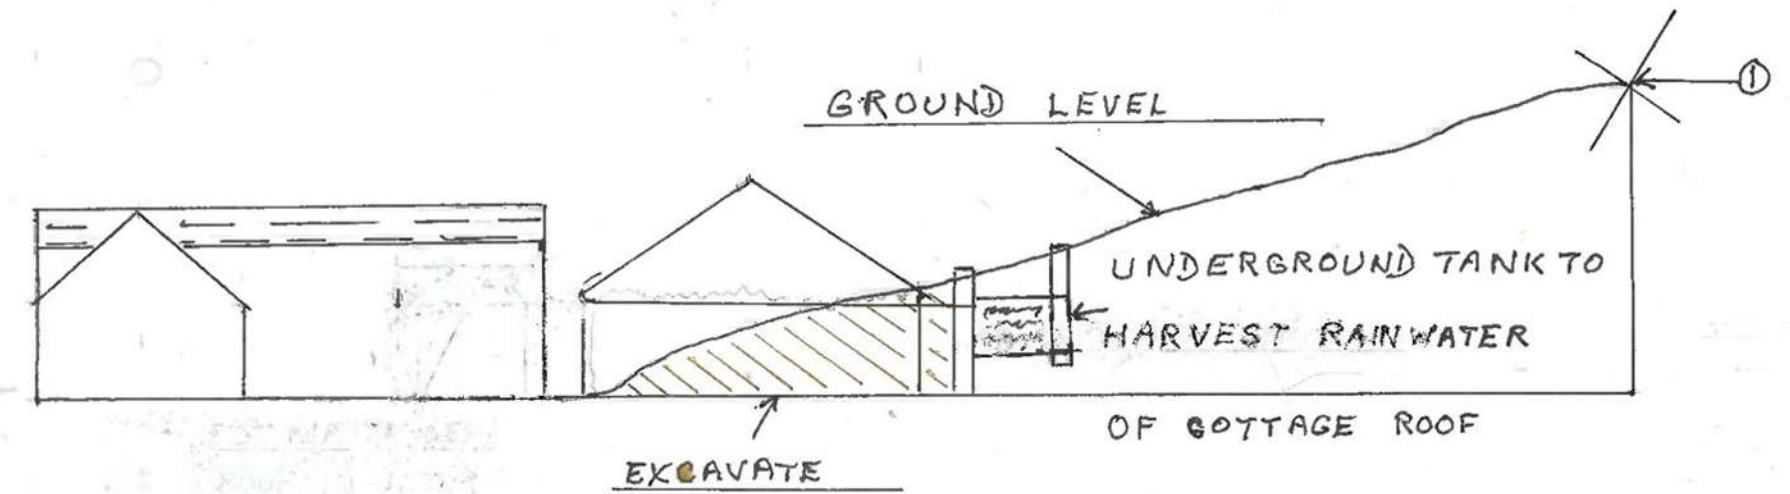 ①
GROUND LEVEL
UNDERGROUND TANK TO
HARVEST RAINWATER
OF COTTAGE ROOF
EXCAVATE